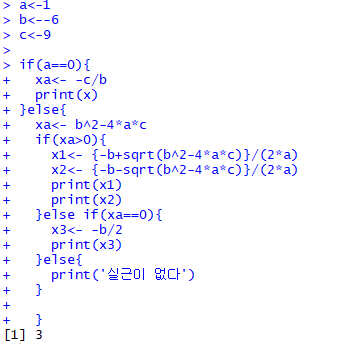 > a<-1
> b<--6
> c<-9
>
> if(a==0){
+   xa<- -c/b
+   print(x)
+ }else{
+   xa<- b^2-4*a*c
+   if(xa>0){
+     x1<- {-b+sqrt(b^2-4*a*c)}/(2*a)
+     x2<- {-b-sqrt(b^2-4*a*c)}/(2*a)
+     print(x1)
+     print(x2)
+   }else if(xa==0){
+     x3<- -b/2
+     print(x3)
+   }else{
+     print('실근이 없다')
+   }
+
+   }
[1] 3